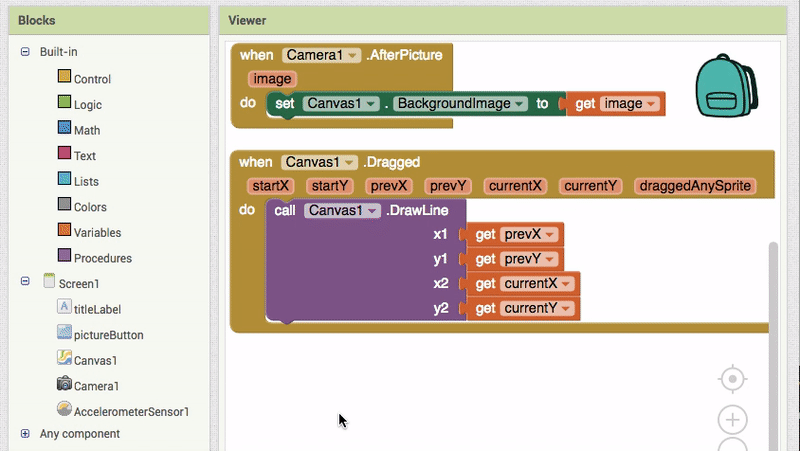 Blocks
Viewer
Built-in
Control
Logic
Math
Text
Lists
Colors
Variables
Procedures
Screen1
A titleLabel
pictureButton
Canvas1
Camera1
AccelerometerSensor1
Any component
when Camera1 .AfterPicture
image
do set Canvas1 . BackgroundImage to get image
when Canvas1 .Dragged
startX startY prevX prevY currentX currentY draggedAnySprite
do call Canvas1 .DrawLine
x1 get prevX
y1 get prevY
x2 get currentX
y2 get currentY